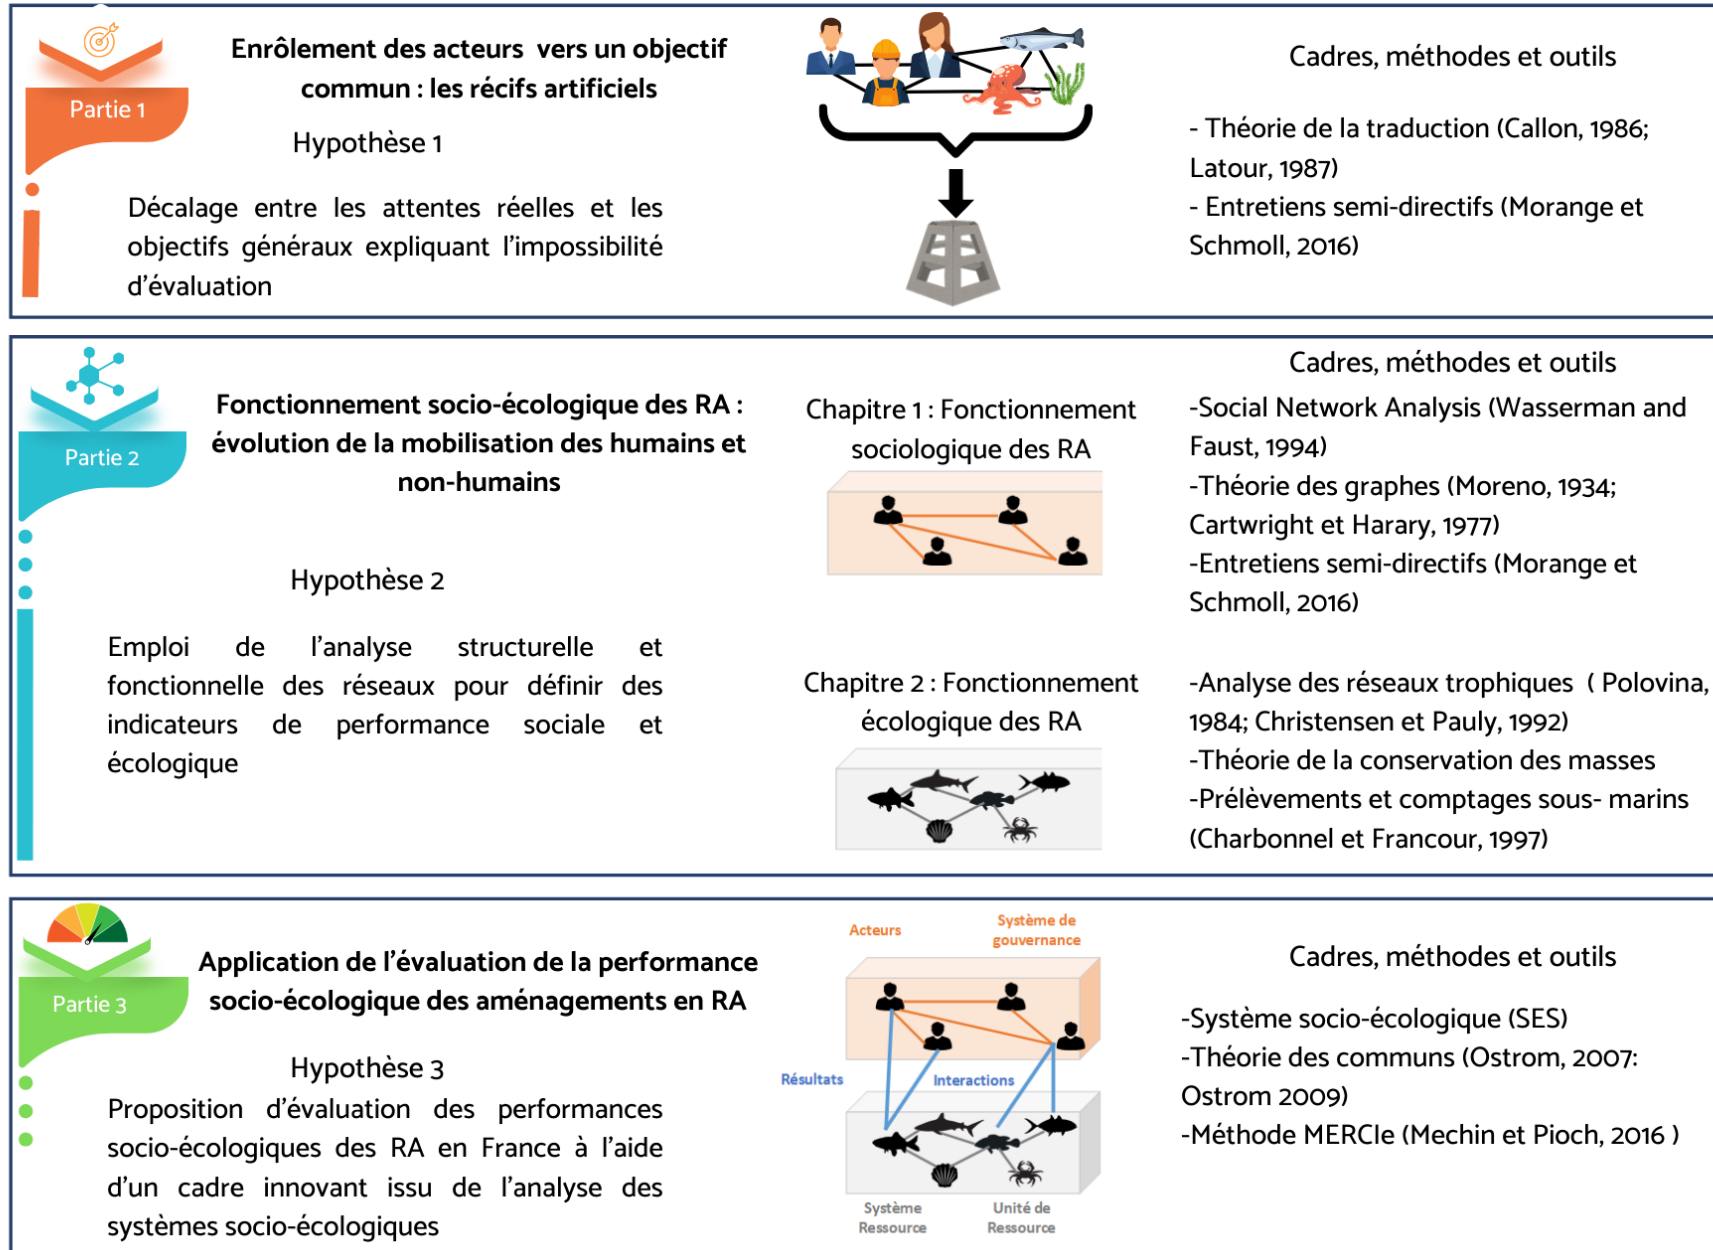 Partie 1
Enrôlement des acteurs vers un objectif
commun : les récifs artificiels
Hypothèse 1
Décalage entre les attentes réelles et les
objectifs généraux expliquant l'impossibilité
d'évaluation
Cadres, méthodes et outils
- Théorie de la traduction (Callon, 1986;
Latour, 1987)
- Entretiens semi-directifs (Morange et
Schmoll, 2016)
Partie 2
Fonctionnement socio-écologique des RA :
évolution de la mobilisation des humains et
non-humains
Hypothèse 2
Emploi de l'analyse structurelle et
fonctionnelle des réseaux pour définir des
indicateurs de performance sociale et
écologique
Chapitre 1 : Fonctionnement
sociologique des RA
Chapitre 2 : Fonctionnement
écologique des RA
Cadres, méthodes et outils
-Social Network Analysis (Wasserman and
Faust, 1994)
-Théorie des graphes (Moreno, 1934;
Cartwright et Harary, 1977)
-Entretiens semi-directifs (Morange et
Schmoll, 2016)
-Analyse des réseaux trophiques ( Polovina,
1984; Christensen et Pauly, 1992)
-Théorie de la conservation des masses
-Prélèvements et comptages sous- marins
(Charbonnel et Francour, 1997)
Partie 3
Application de l'évaluation de la performance
socio-écologique des aménagements en RA
Hypothèse 3
Proposition d'évaluation des performances
socio-écologiques des RA en France à l'aide
d'un cadre innovant issu de l'analyse des
systèmes socio-écologiques
Acteurs
Système de
gouvernance
Résultats
Interactions
Système
Ressource
Unité de
Ressource
Cadres, méthodes et outils
-Système socio-écologique (SES)
-Théorie des communs (Ostrom, 2007:
Ostrom 2009)
-Méthode MERCIe (Mechin et Pioch, 2016 )